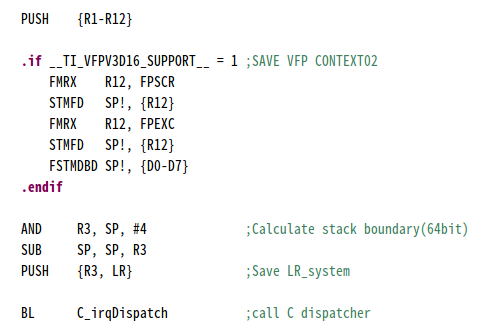 PUSH    {R1-R12}

.if __TI_VFPV3D16_SUPPORT__ = 1 ;SAVE VFP CONTEXT02
    FMRX    R12, FPSCR
    STMFD   SP!, {R12}
    FMRX    R12, FPEXC
    STMFD   SP!, {R12}
    FSTMDBD SP!, {D0-D7}
.endif

AND     R3, SP, #4              ;Calculate stack boundary(64bit)
SUB     SP, SP, R3
PUSH    {R3, LR}                ;Save LR_system

BL      C_irqDispatch           ;call C dispatcher